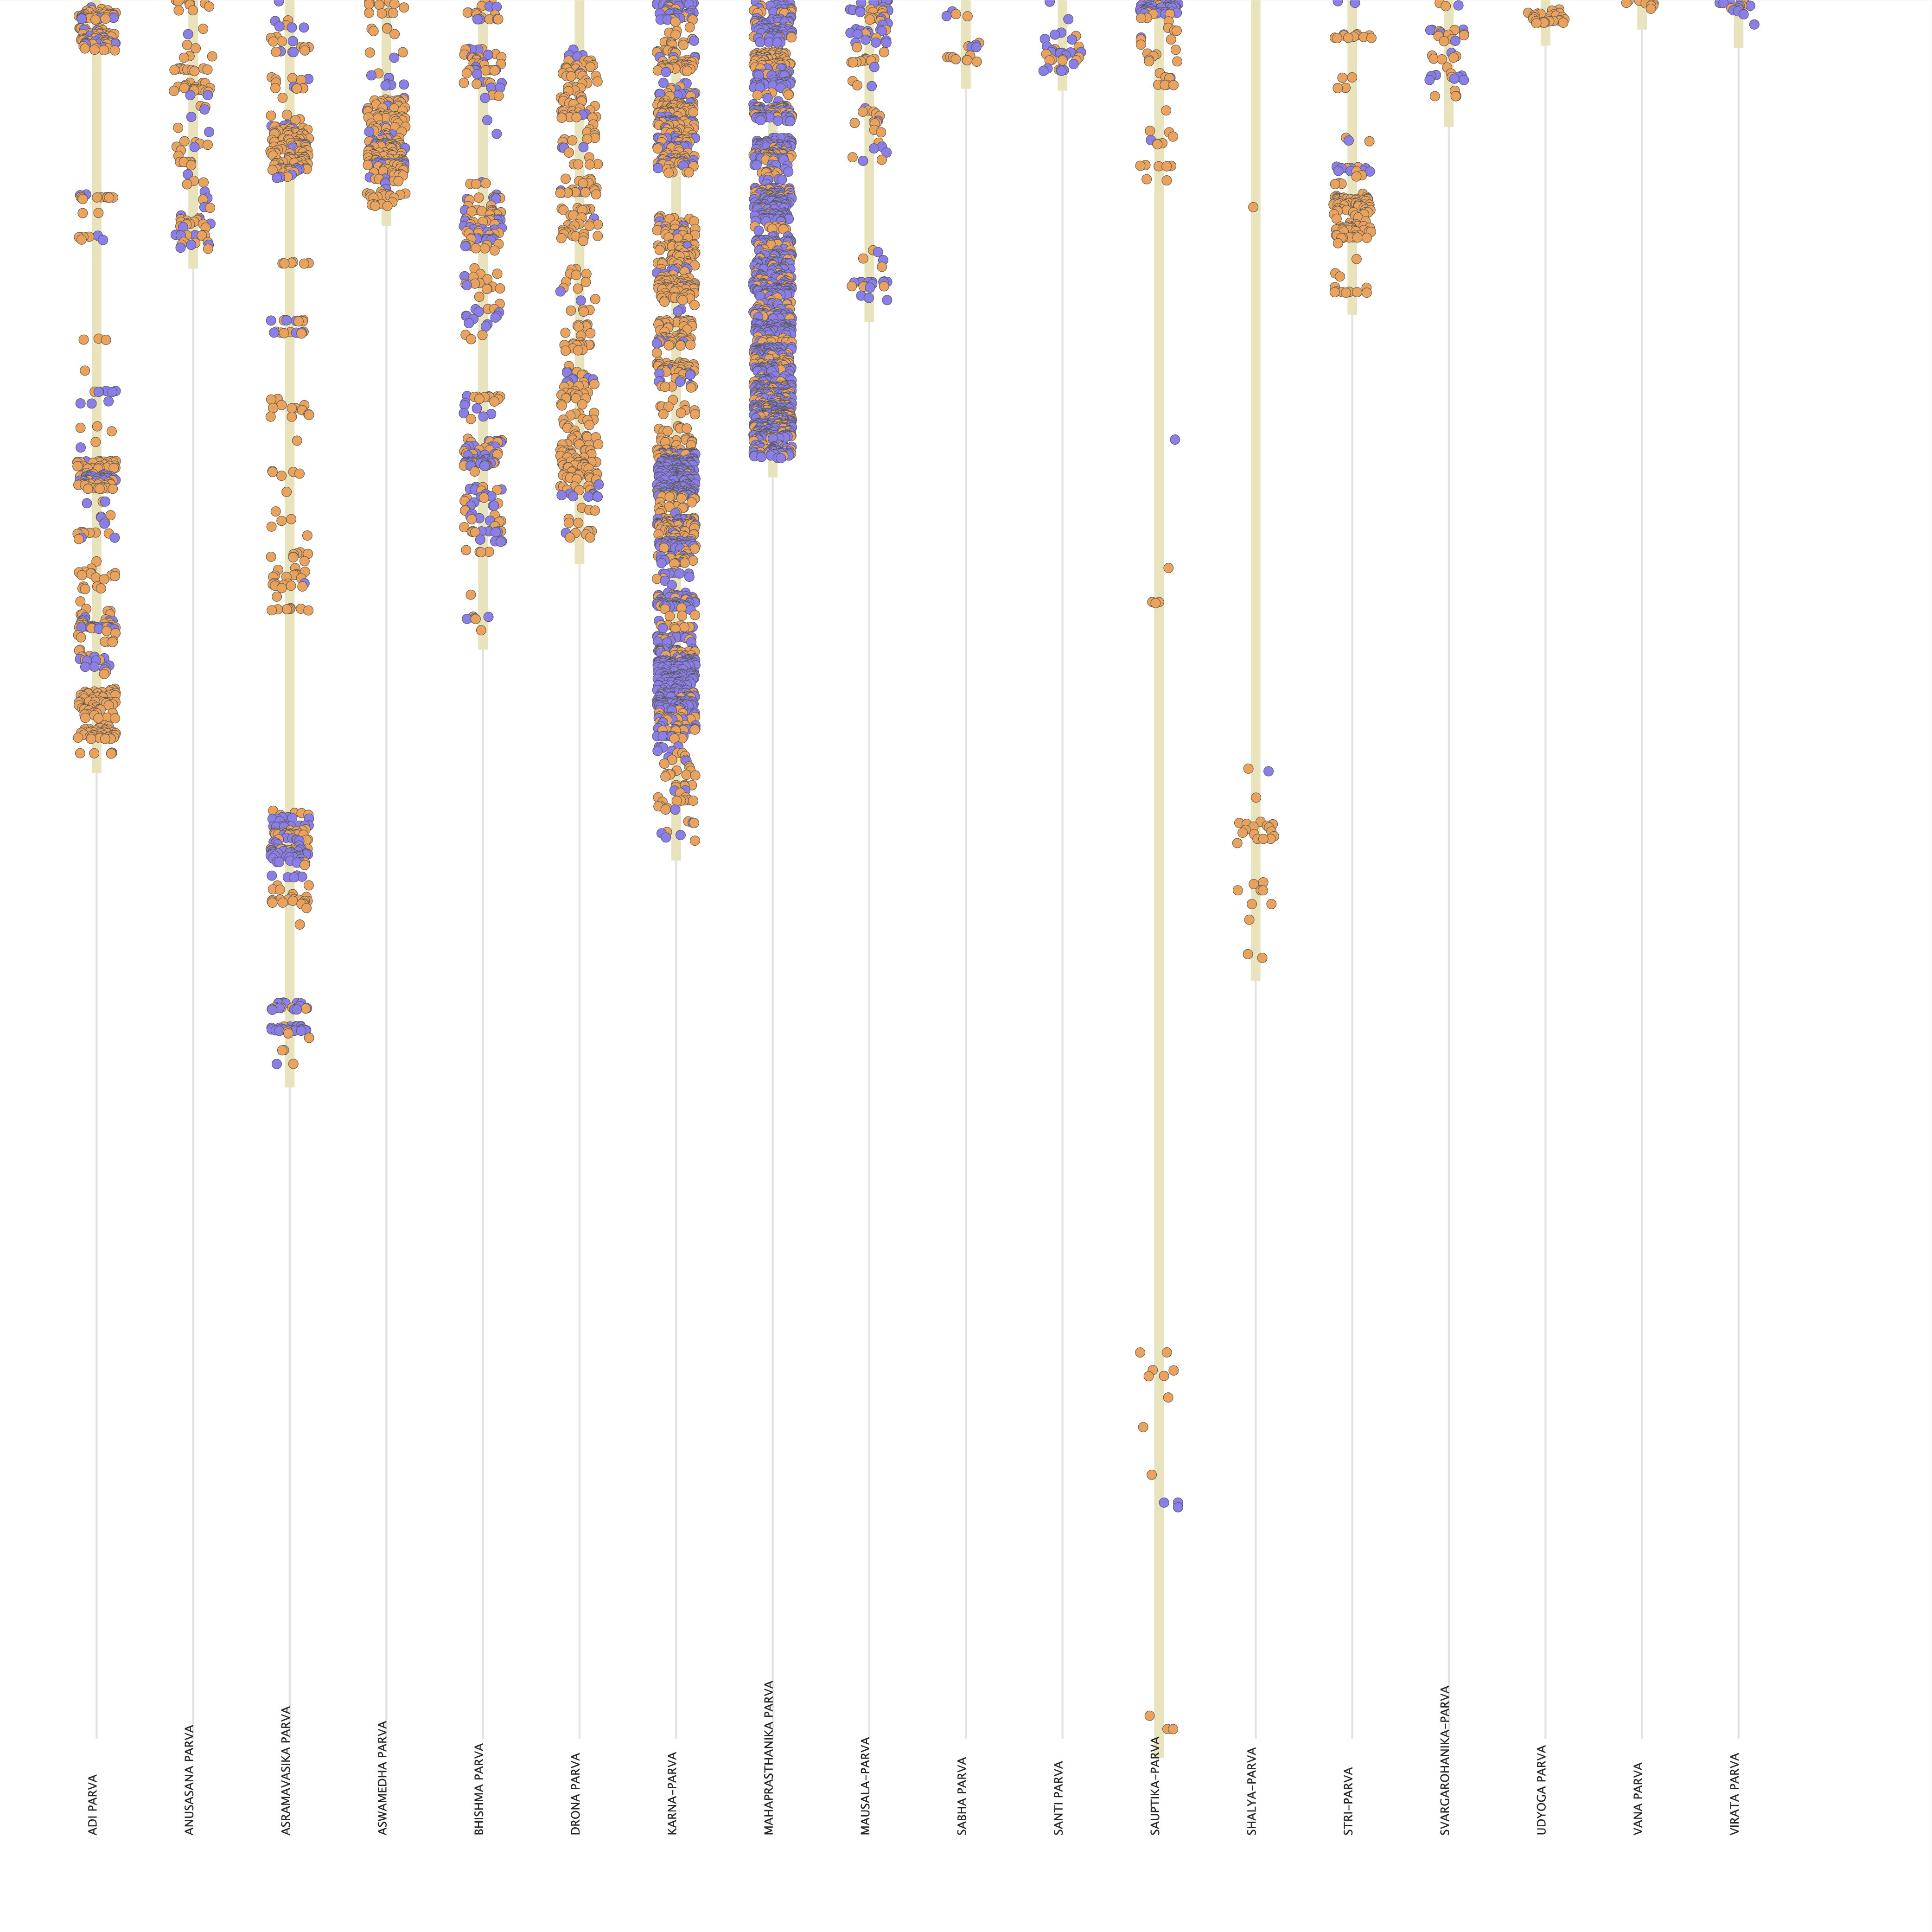 ADI PARVA
ANUSASANA PARVA
ASRAMAVASIKA PARVA
ASWAMEDHA PARVA
BHISHMA PARVA
DRONA PARVA
KARNA-PARVA
MAHAPRASTHANIKA PARVA
MAUSALA-PARVA
SABHA PARVA
SANTI PARVA
SAUPTIKA-PARVA
SHALYA-PARVA
STRI-PARVA
SVARGAROHANIKA-PARVA
UDYOGA PARVA
VANA PARVA
VIRATA PARVA